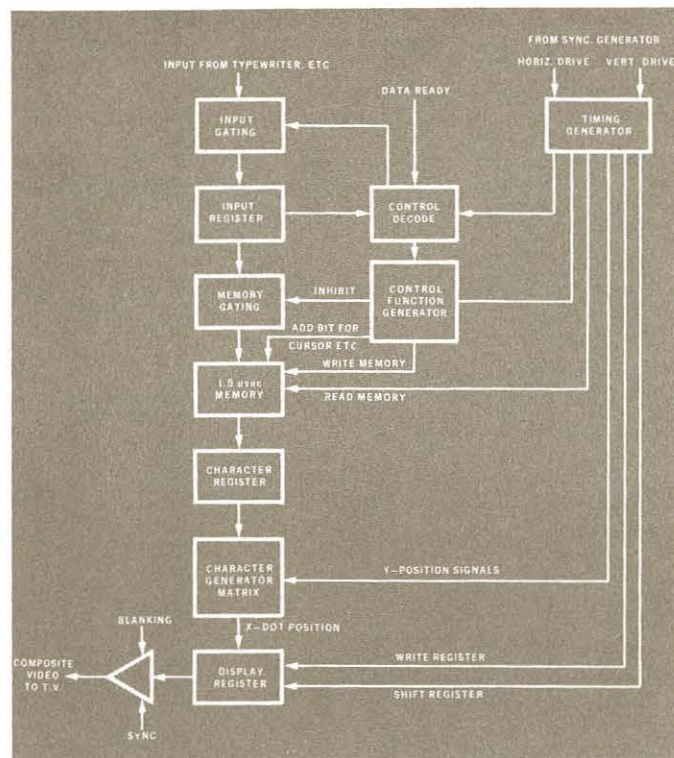 FROM SYNC. GENERATOR
HORIZ. DRIVE
VERT. DRIVE
INPUT FROM TYPEWRITER, ETC
DATA READY
INPUT
GATING
TIMING
GENERATOR
INPUT
REGISTER
CONTROL
DECODE
MEMORY
GATING
INHIBIT
CONTROL
FUNCTION
GENERATOR
ADD BIT FOR
CURSOR ETC
WRITE MEMORY
1.5 μsec
MEMORY
READ MEMORY
CHARACTER
REGISTER
CHARACTER
GENERATOR
MATRIX
Y-POSITION SIGNALS
X-DOT POSITION
BLANKING
COMPOSITE
VIDEO
TO T.V.
DISPLAY
REGISTER
WRITE REGISTER
SHIFT REGISTER
SYNC